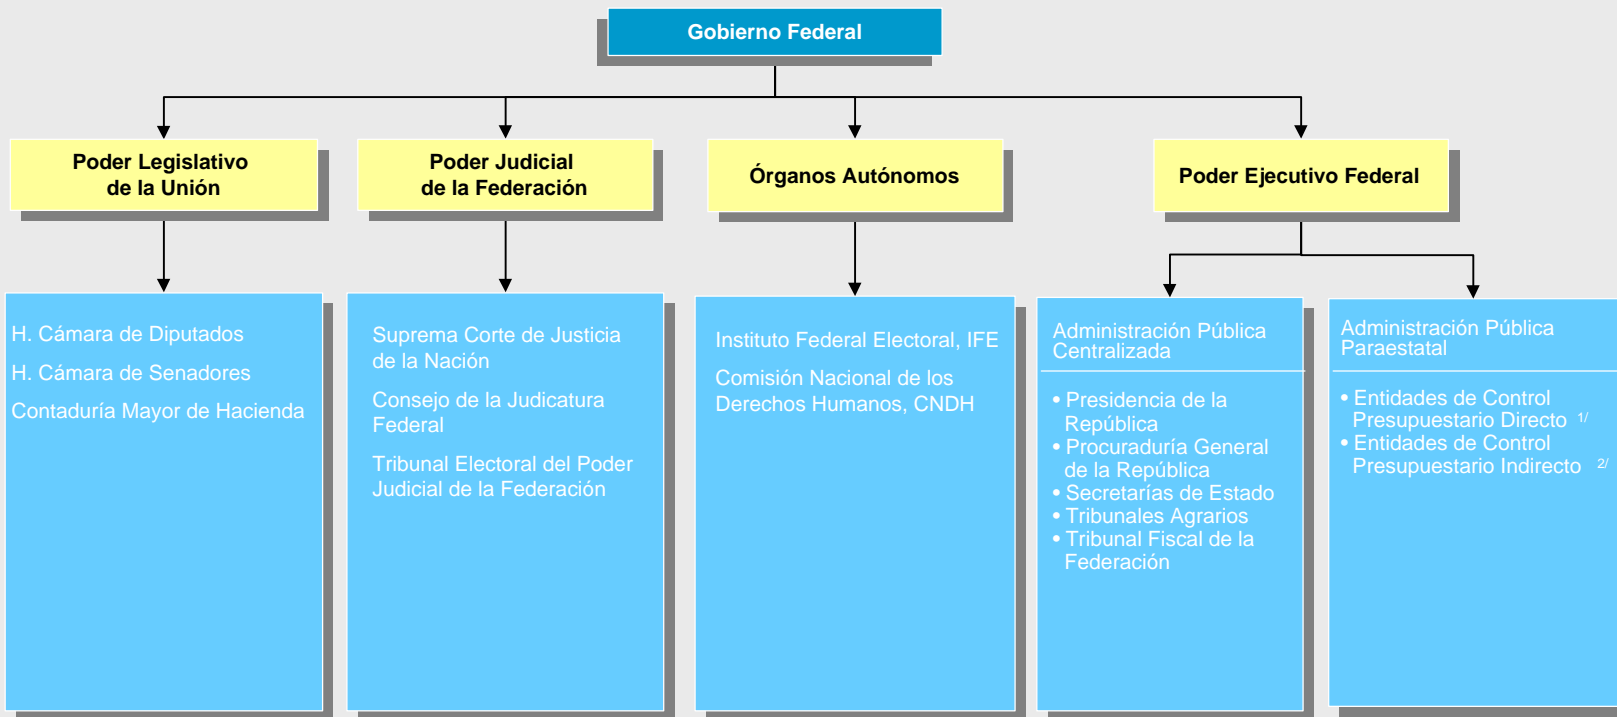 Gobierno Federal
Poder Legislativo
de la Unión
Poder Judicial
de la Federación
Órganos Autónomos
Poder Ejecutivo Federal
H. Cámara de Diputados
H. Cámara de Senadores
Contaduría Mayor de Hacienda
Suprema Corte de Justicia
de la Nación
Consejo de la Judicatura
Federal
Tribunal Electoral del Poder
Judicial de la Federación
Instituto Federal Electoral, IFE
Comisión Nacional de los
Derechos Humanos, CNDH
Administración Pública
Centralizada
• Presidencia de la
República
• Procuraduría General
de la República
• Secretarías de Estado
• Tribunales Agrarios
• Tribunal Fiscal de la
Federación
Administración Pública
Paraestatal
• Entidades de Control
Presupuestario Directo 1/
• Entidades de Control
Presupuestario Indirecto 2/